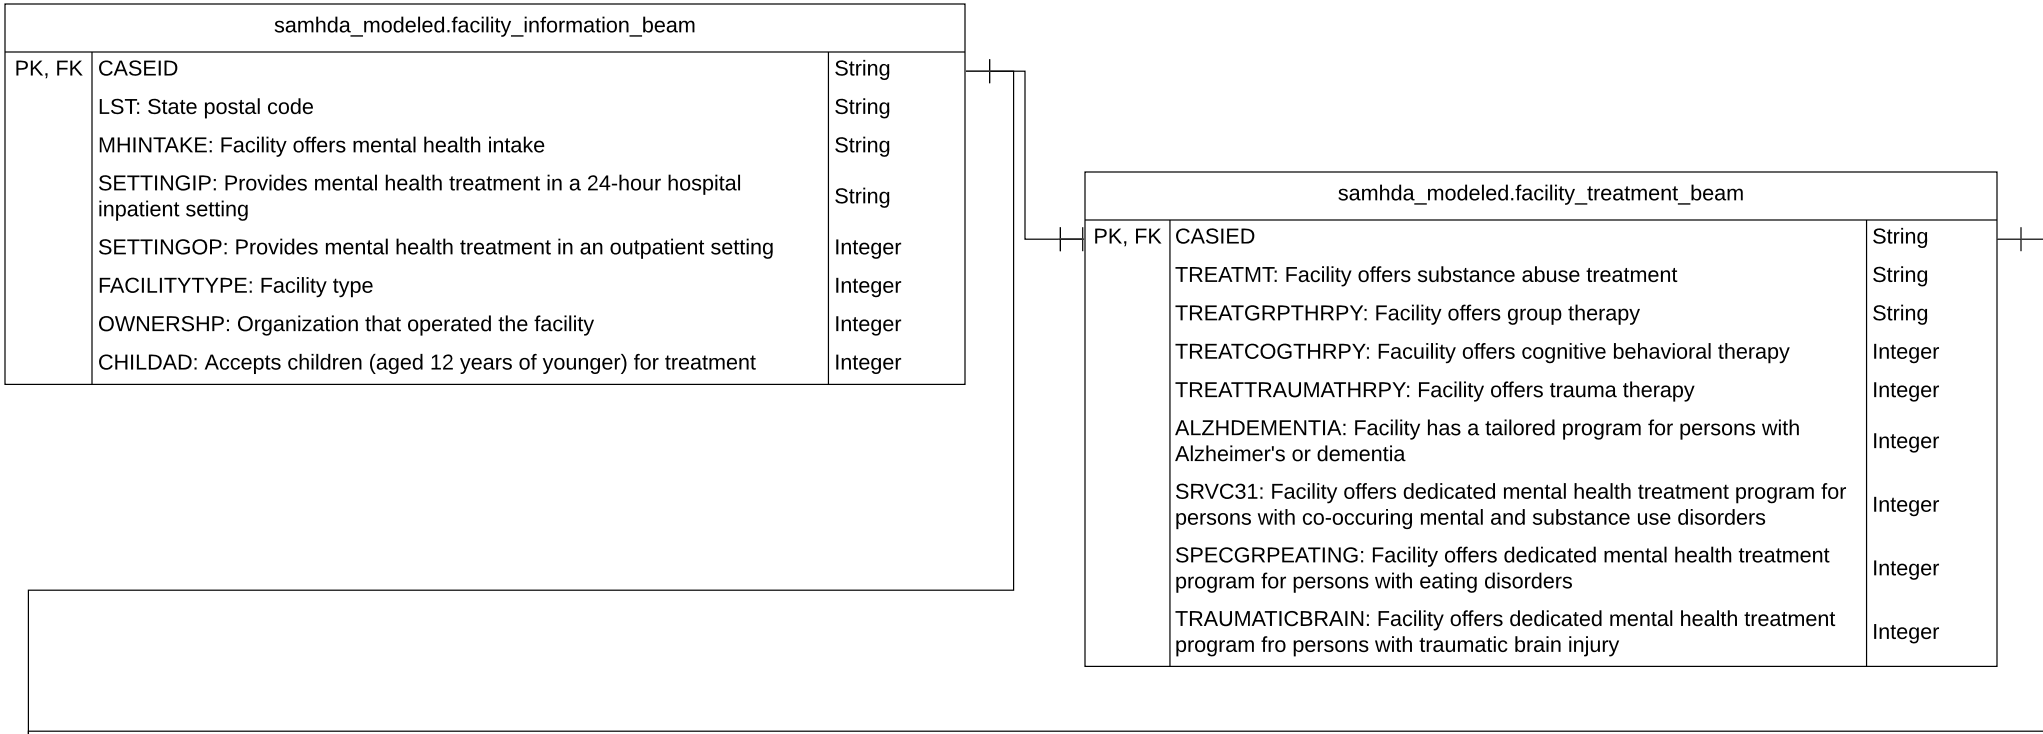 samhda_modeled.facility_information_beam
PK, FK CASEID String
LST: State postal code String
MHINTAKE: Facility offers mental health intake String
SETTINGIP: Provides mental health treatment in a 24-hour hospital
inpatient setting String
SETTINGOP: Provides mental health treatment in an outpatient setting Integer
FACILITYTYPE: Facility type Integer
OWNERSHP: Organization that operated the facility Integer
CHILDAD: Accepts children (aged 12 years of younger) for treatment Integer
samhda_modeled.facility_treatment_beam
PK, FK CASIED String
TREATMT: Facility offers substance abuse treatment String
TREATGRPTHRPY: Facility offers group therapy String
TREATCOGTHRPY: Facuility offers cognitive behavioral therapy Integer
TREATTRAUMATHRPY: Facility offers trauma therapy Integer
ALZHDEMENTIA: Facility has a tailored program for persons with
Alzheimer's or dementia Integer
SRVC31: Facility offers dedicated mental health treatment program for
persons with co-occuring mental and substance use disorders Integer
SPECGRPEATING: Facility offers dedicated mental health treatment
program for persons with eating disorders Integer
TRAUMATICBRAIN: Facility offers dedicated mental health treatment
program fro persons with traumatic brain injury Integer